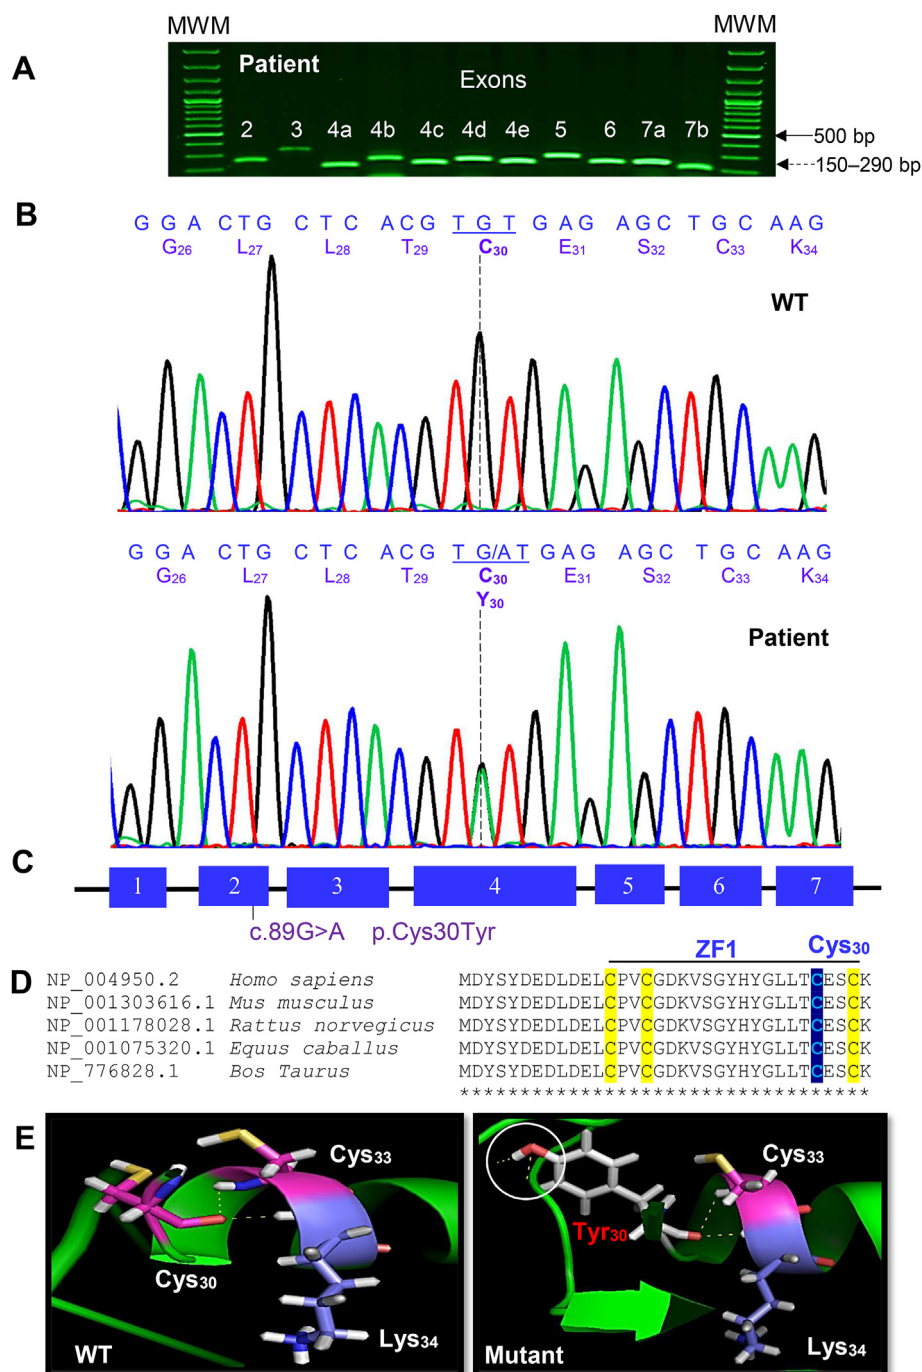 MWM MWM
A
Patient
Exons
2 3 4a 4b 4c 4d 4e 5 6 7a 7b
500 bp
150–290 bp
B
G G A C T G C T C A C G T G T G A G A G C T G C A A G
G26 L27 L28 T29 C30 E31 S32 C33 K34
WT
G G A C T G C T C A C G T G/A T G A G A G C T G C A A G
G26 L27 L28 T29 C30 E31 S32 C33 K34
Y30
Patient
C
1 2 3 4 5 6 7
c.89G>A p.Cys30Tyr
ZF1 Cys30
D
NP_004950.2 Homo sapiens MDYSYDEDLDELCPVCGDKVSGYHYGLLTCESCK
NP_001303616.1 Mus musculus MDYSYDEDLDELCPVCGDKVSGYHYGLLTCESCK
NP_001178028.1 Rattus norvegicus MDYSYDEDLDELCPVCGDKVSGYHYGLLTCESCK
NP_001075320.1 Equus caballus MDYSYDEDLDELCPVCGDKVSGYHYGLLTCESCK
NP_776828.1 Bos Taurus MDYSYDEDLDELCPVCGDKVSGYHYGLLTCESCK
**********************************
E
Cys33
Cys30
Lys34
WT
Cys33
Tyr30
Lys34
Mutant